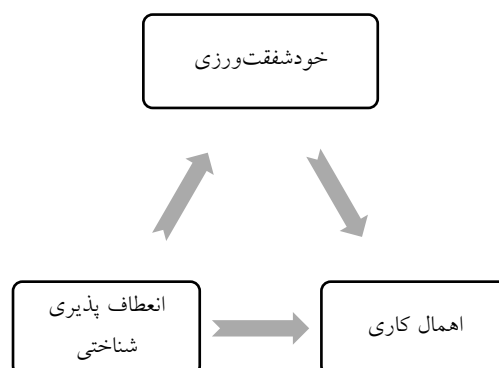 خودشفقت‌ورزی
انعطاف پذیری
شناختی
اهمال کاری